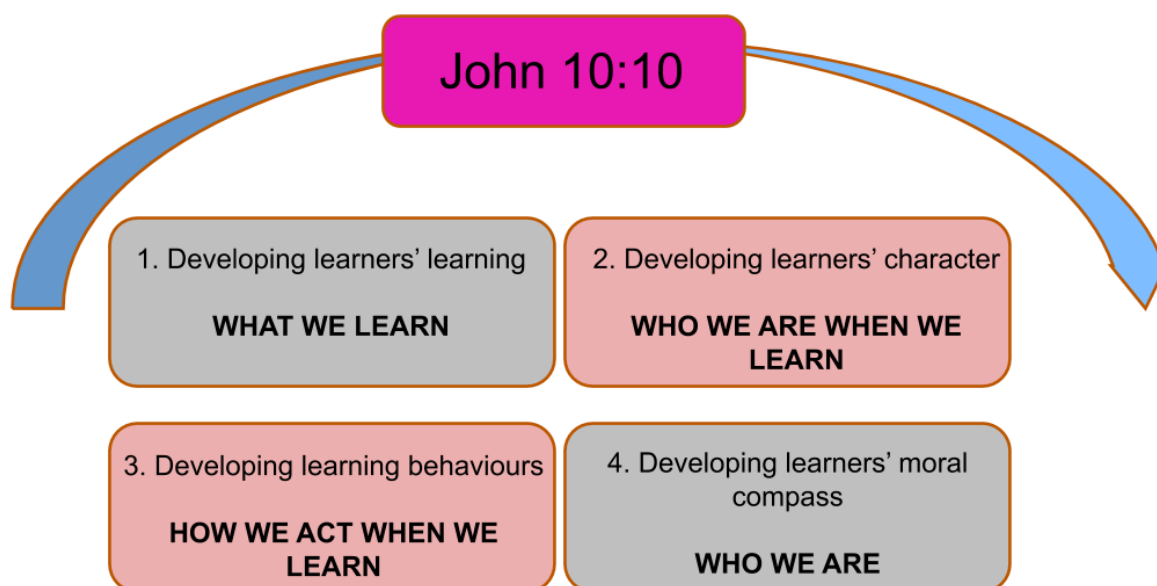 John 10:10
1. Developing learners’ learning
WHAT WE LEARN
2. Developing learners’ character
WHO WE ARE WHEN WE
LEARN
3. Developing learning behaviours
HOW WE ACT WHEN WE
LEARN
4. Developing learners’ moral
compass
WHO WE ARE